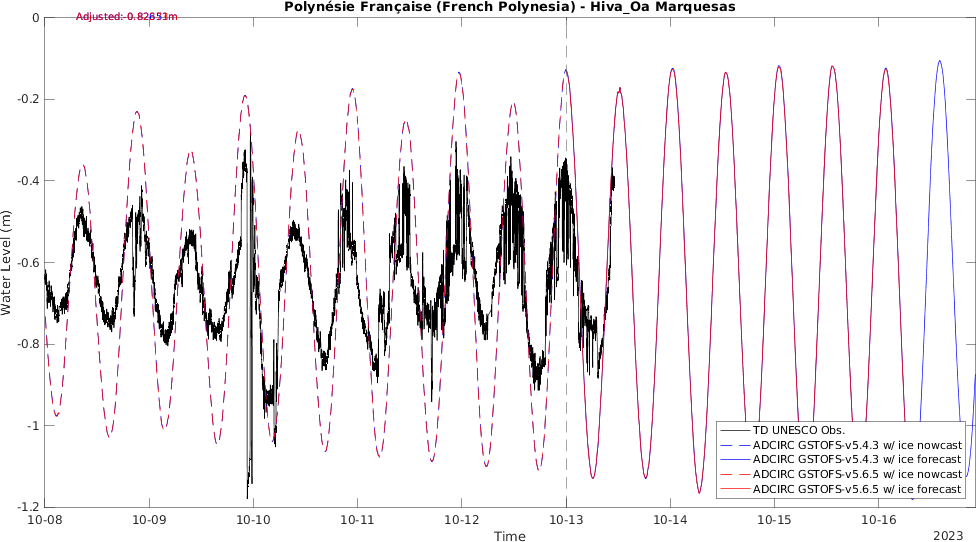 Polynésie Française (French Polynesia) - Hiva_Oa Marquesas
Adjusted:
0
-0.2
-0.4
-0.6
-0.8
-1
-1.2
Water Level (m)
10-08
10-09
10-10
10-11
10-12
10-13
10-14
10-15
10-16
Time
2023
TD UNESCO Obs.
ADCIRC GSTOFS-v5.4.3 w/ ice nowcast
ADCIRC GSTOFS-v5.4.3 w/ ice forecast
ADCIRC GSTOFS-v5.6.5 w/ ice nowcast
ADCIRC GSTOFS-v5.6.5 w/ ice forecast